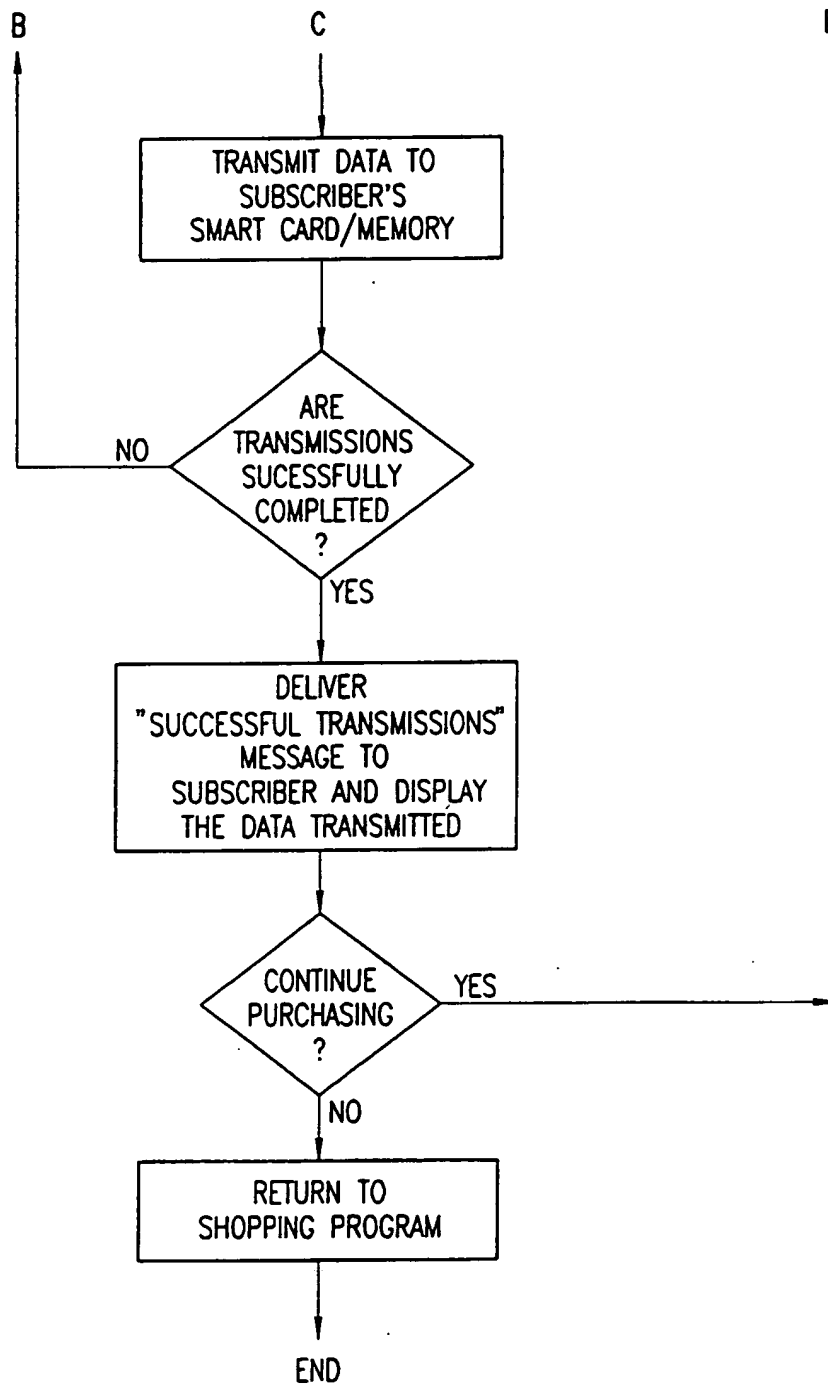 B
C
TRANSMIT DATA TO
SUBSCRIBER'S
SMART CARD/MEMORY
ARE
TRANSMISSIONS
SUCESSFULLY
COMPLETED
?
NO
YES
DELIVER
"SUCCESSFUL TRANSMISSIONS"
MESSAGE TO
SUBSCRIBER AND DISPLAY
THE DATA TRANSMITTED
CONTINUE
PURCHASING
?
YES
NO
RETURN TO
SHOPPING PROGRAM
END